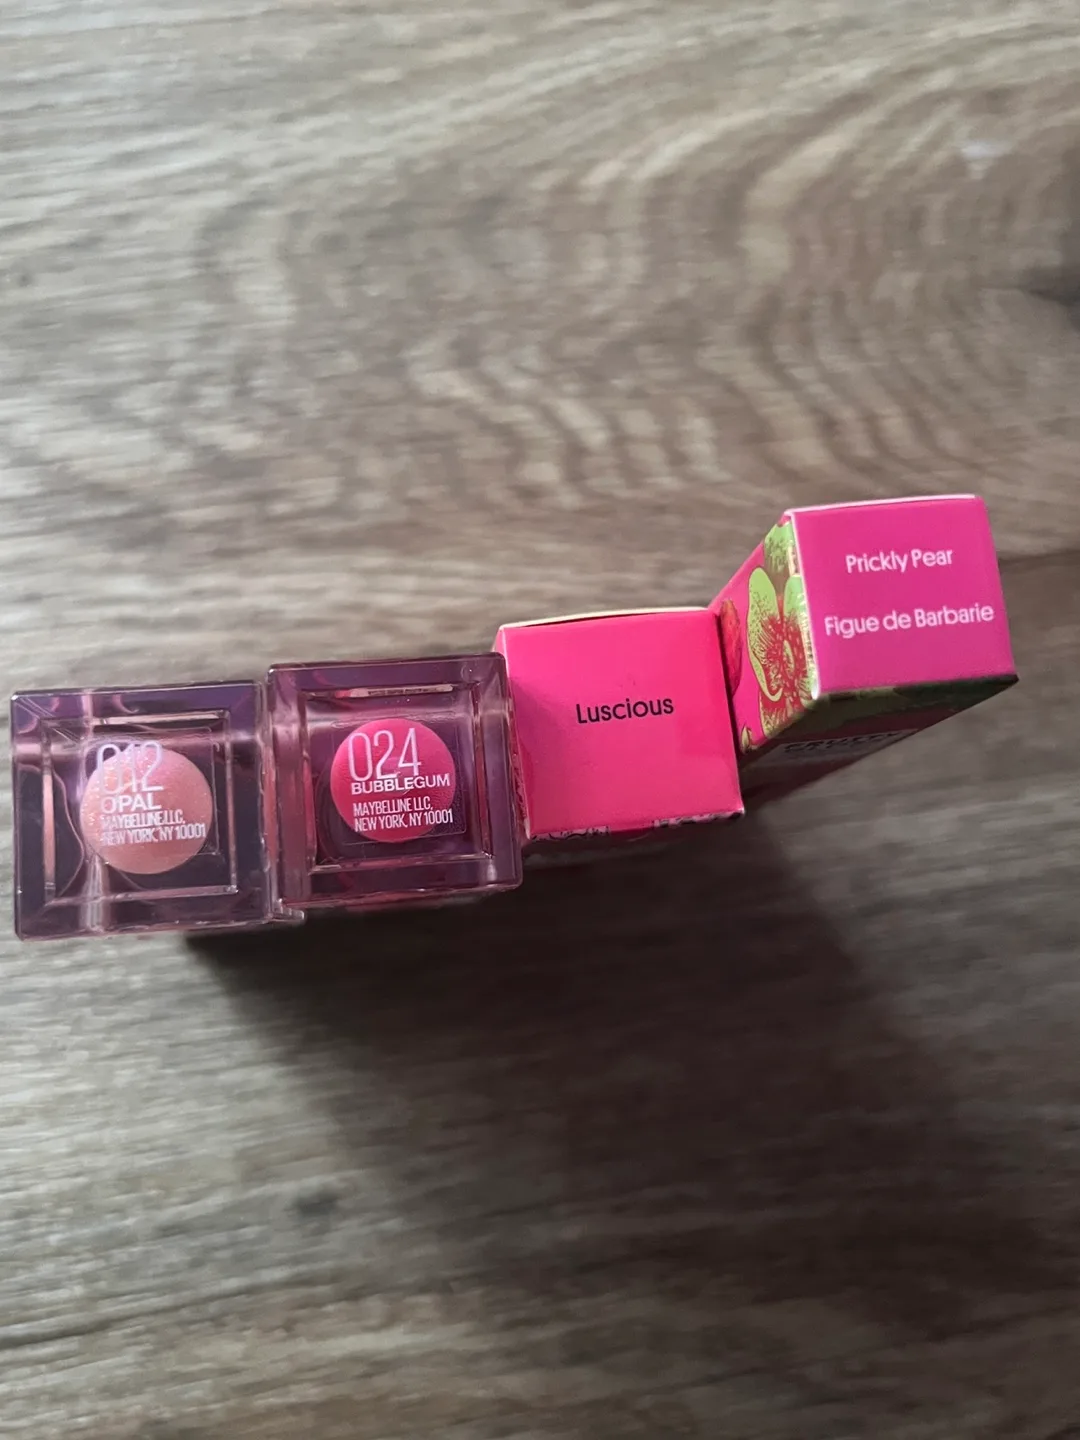 012
OPAL
MAYBELLINE LLC,
NEW YORK, NY 10001
024
BUBBLEGUM
MAYBELLINE LLC,
NEW YORK, NY 10001
Luscious
Prickly Pear
Figue de Barbarie